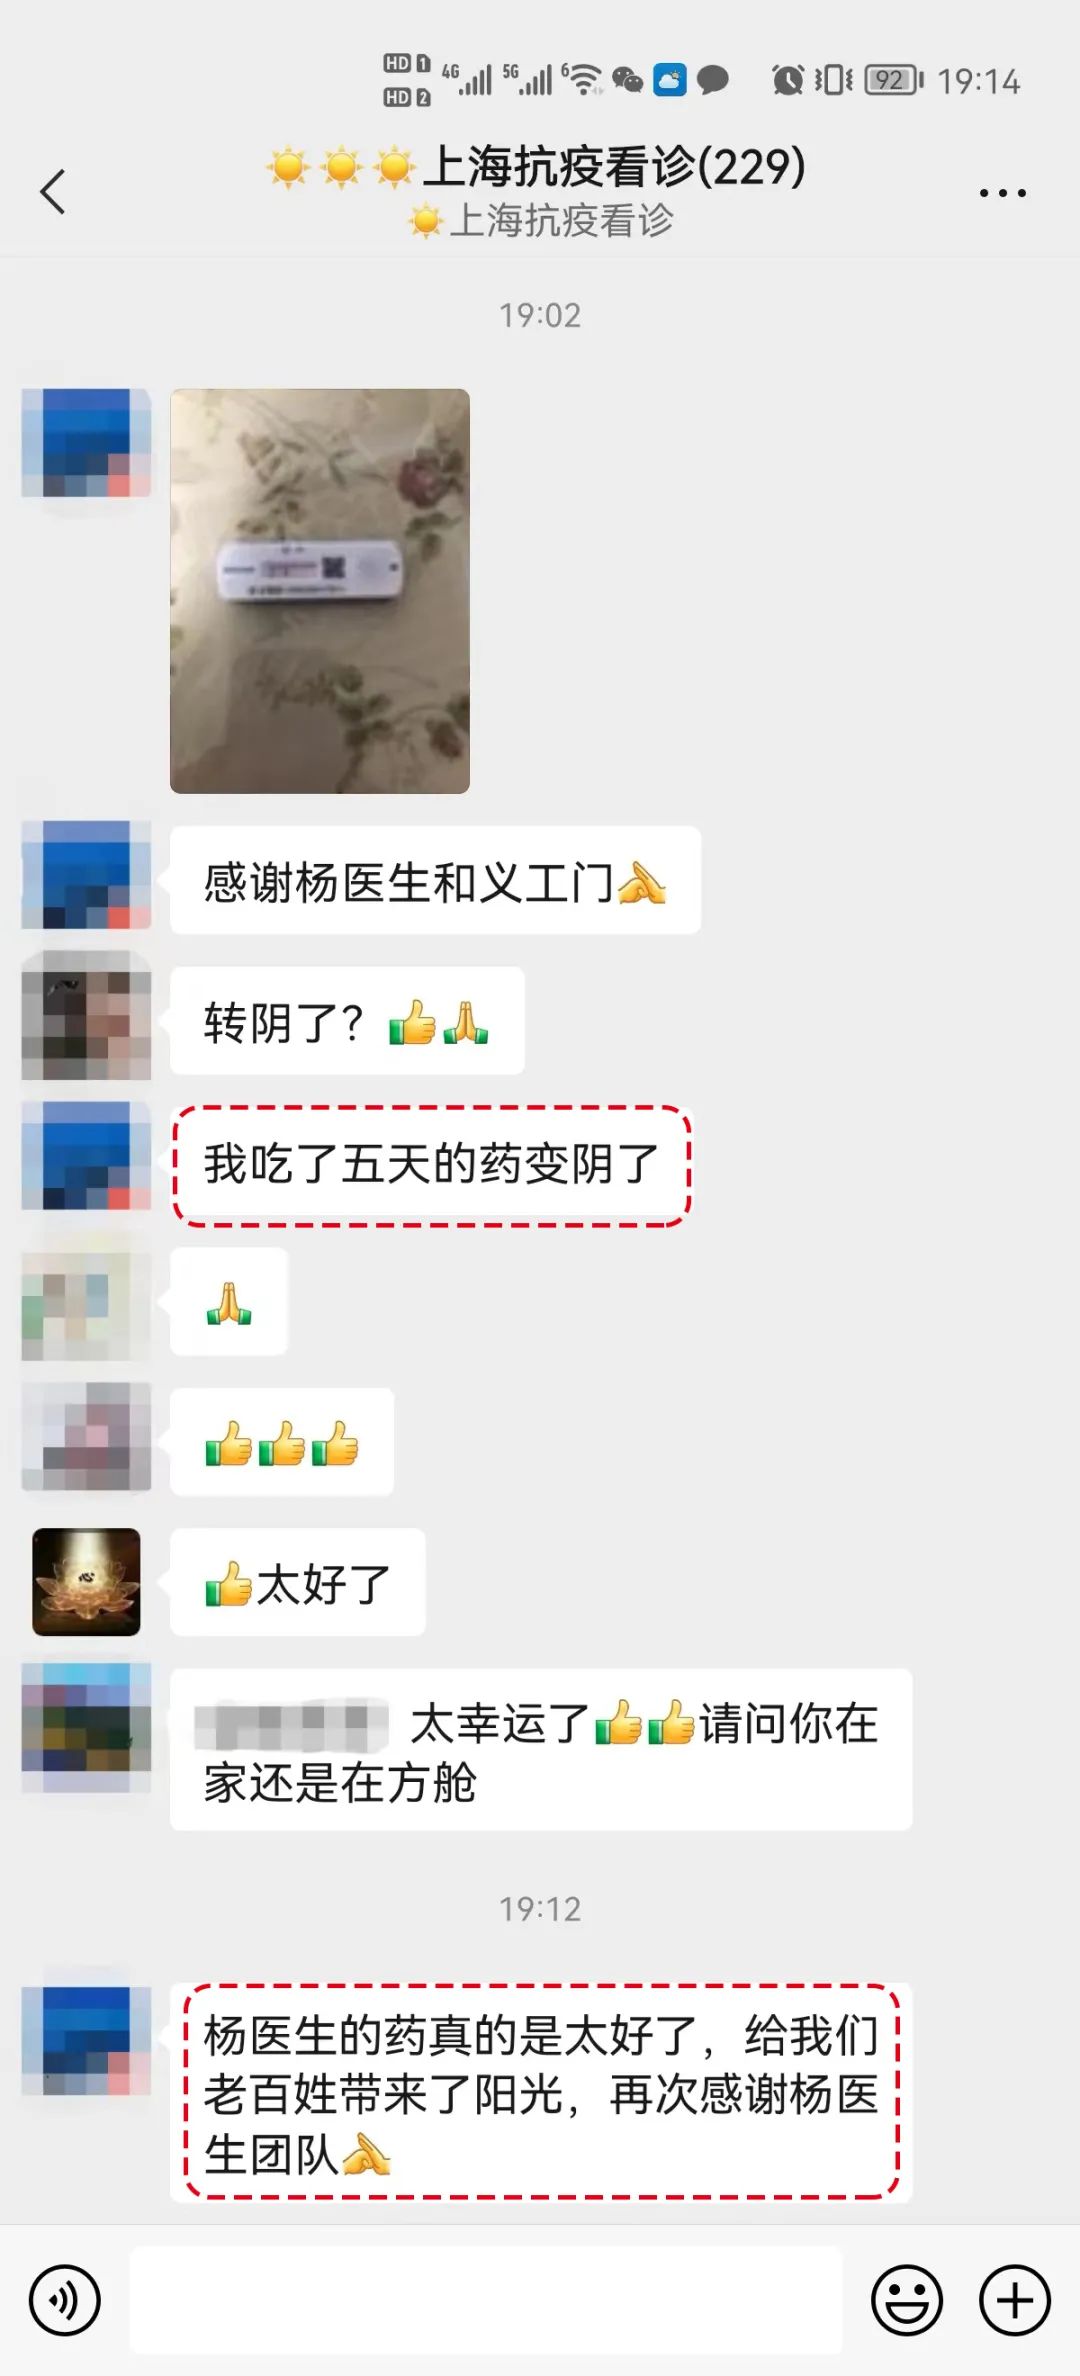 HD 1 4G 5G 6 92 19:14
HD 2
☀️☀️☀️上海抗疫看诊(229)
☀️上海抗疫看诊
19:02
感谢杨医生和义工门🫱
转阴了？👍🙏
我吃了五天的药变阴了
🙏
👍👍👍
👍太好了
太幸运了👍👍请问你在
家还是在方舱
19:12
杨医生的药真的是太好了，给我们
老百姓带来了阳光，再次感谢杨医
生团队🫱